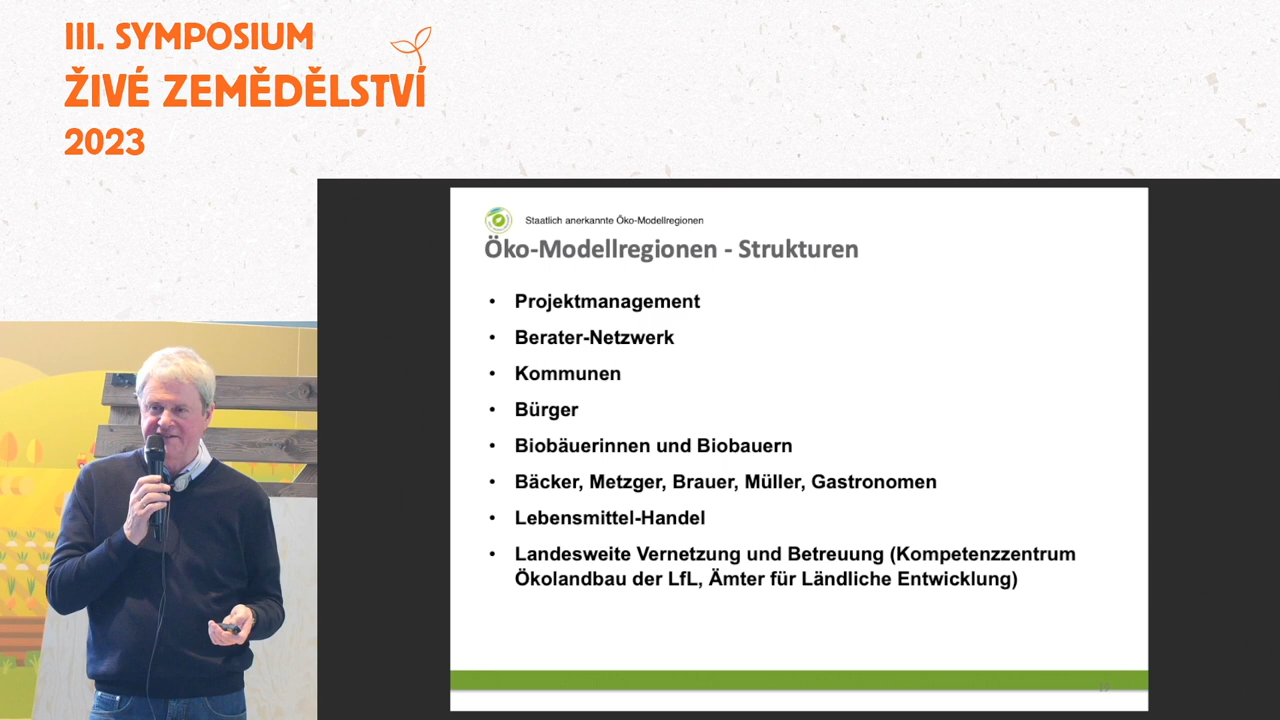 III. SYMPOSIUM
ŽIVÉ ZEMĚDĚLSTVÍ
2023
Staatlich anerkannte Öko-Modellregionen
Öko-Modellregionen - Strukturen
• Projektmanagement
• Berater-Netzwerk
• Kommunen
• Bürger
• Biobäuerinnen und Biobauern
• Bäcker, Metzger, Brauer, Müller, Gastronomen
• Lebensmittel-Handel
• Landesweite Vernetzung und Betreuung (Kompetenzzentrum
Ökolandbau der LfL, Ämter für Ländliche Entwicklung)